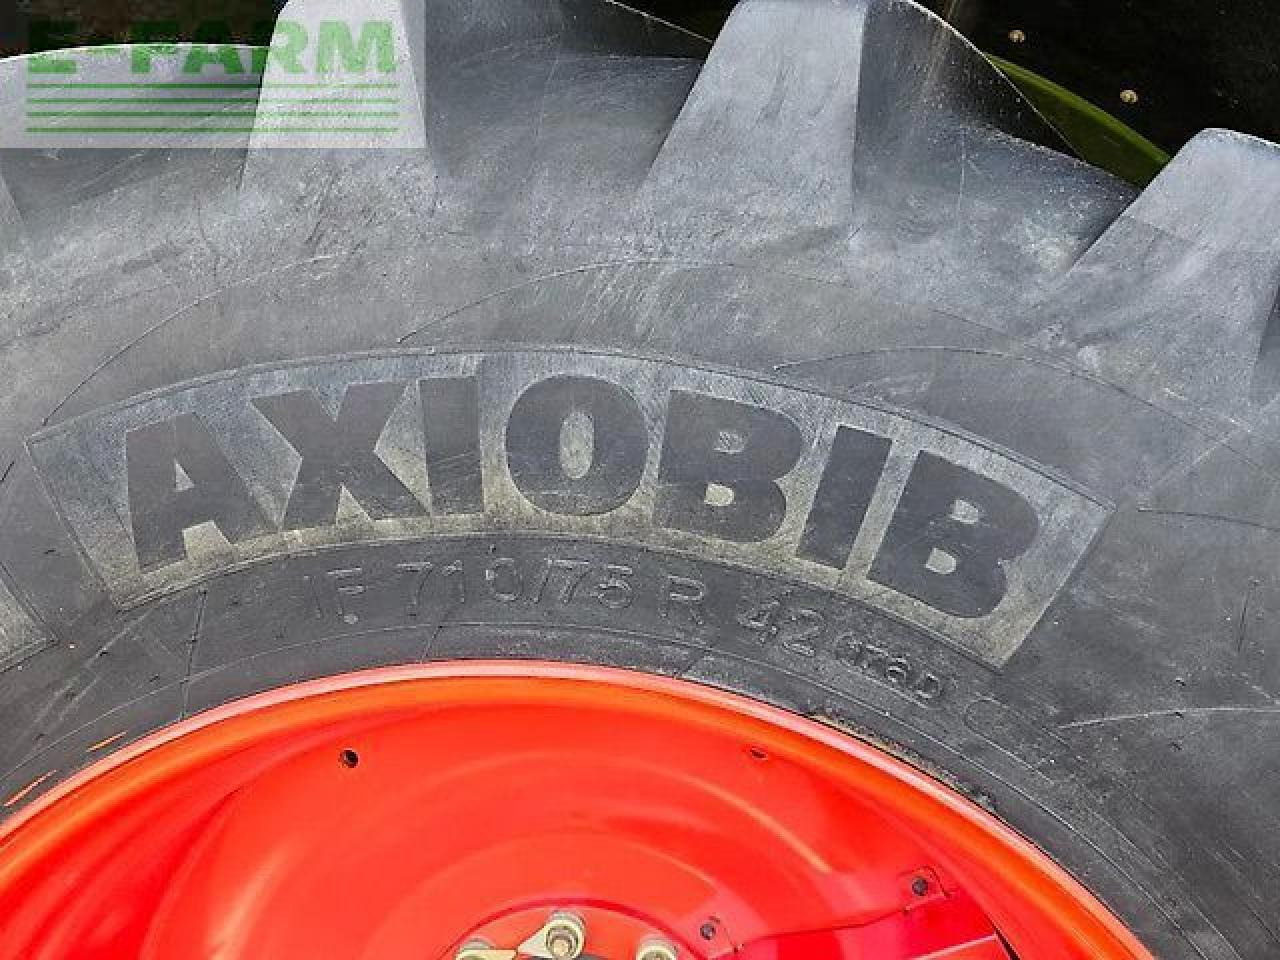 E-FARM
AXIOBIB
IF 710/75 R 42